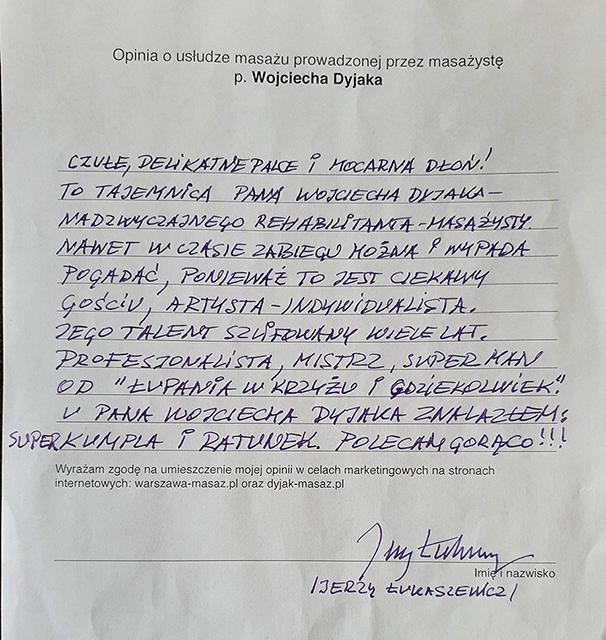 Opinia o usłudze masażu prowadzonej przez masażystę
p. Wojciecha Dyjaka
CZUŁE, DELIKATNE PALCE I MOCARNA DŁOŃ!
TO TAJEMNICA PANA WOJCIECHA DYJAKA –
NADZWYCZAJNEGO REHABILITANTA-MASAŻYSTY.
NAWET W CZASIE ZABIEGU MOŻNA I WYPADA
POGADAĆ, PONIEWAŻ TO JEST CIEKAWY
GOŚCIU, ARTYSTA-INDYWIDUALISTA.
JEGO TALENT SZLIFOWANY WIELE LAT.
PROFESJONALISTA, MISTRZ, SUPER MAN
OD "ŁUPANIA W KRZYŻU I GDZIEKOLWIEK".
U PANA WOJCIECHA DYJAKA ZNALAZŁEM:
SUPERKUMPLA I RATUNEK. POLECAM GORĄCO!!!
Wyrażam zgodę na umieszczenie mojej opinii w celach marketingowych na stronach
internetowych: warszawa-masaz.pl oraz dyjak-masaz.pl
Imię i nazwisko
/JERZY ŁUKASZEWICZ/